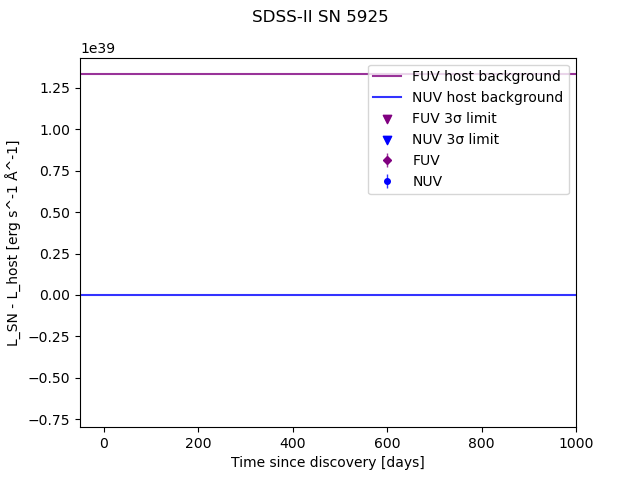 SDSS-II SN 5925
1e39
FUV host background
NUV host background
FUV 3σ limit
NUV 3σ limit
FUV
NUV
1.25
1.00
0.75
0.50
0.25
0.00
−0.25
−0.50
−0.75
L_SN - L_host [erg s^-1 Å^-1]
0 200 400 600 800 1000
Time since discovery [days]